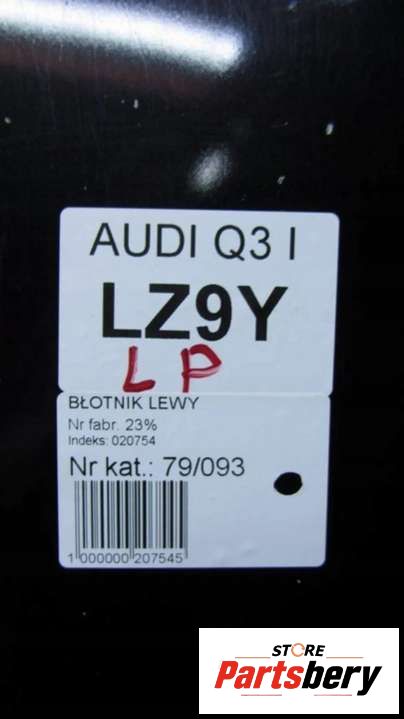 AUDI Q3 I
LZ9Y
LP
BŁOTNIK LEWY
Nr fabr. 23%
Indeks: 020754
Nr kat.: 79/093
1 000000 207545
STORE
Partsbery